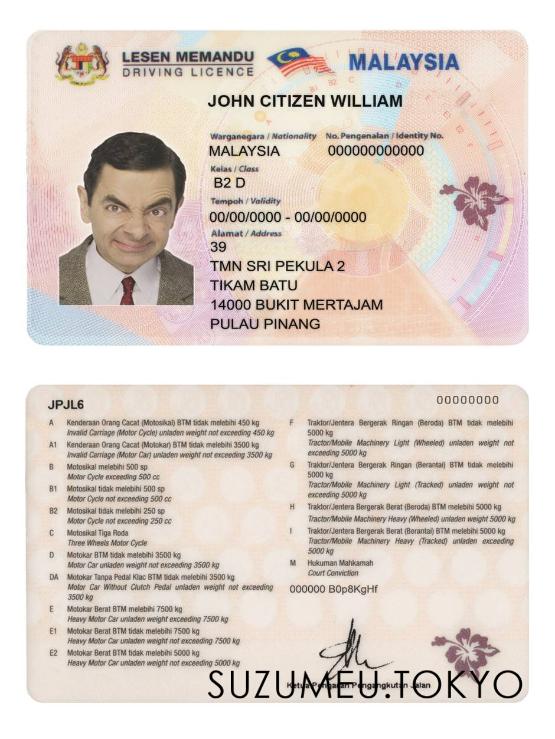 LESEN MEMANDU
DRIVING LICENCE
MALAYSIA
JOHN CITIZEN WILLIAM
Warganegara / Nationality No. Pengenalan / Identity No.
MALAYSIA 000000000000
Kelas / Class
B2 D
Tempoh / Validity
00/00/0000 - 00/00/0000
Alamat / Address
39
TMN SRI PEKULA 2
TIKAM BATU
14000 BUKIT MERTAJAM
PULAU PINANG
JPJL6
00000000
A Kenderaan Orang Cacat (Motosikal) BTM tidak melebihi 450 kg
Invalid Carriage (Motor Cycle) unladen weight not exceeding 450 kg
A1 Kenderaan Orang Cacat (Motokar) BTM tidak melebihi 3500 kg
Invalid Carriage (Motor Car) unladen weight not exceeding 3500 kg
B Motosikal melebihi 500 sp
Motor Cycle exceeding 500 cc
B1 Motosikal tidak melebihi 500 sp
Motor Cycle not exceeding 500 cc
B2 Motosikal tidak melebihi 250 sp
Motor Cycle not exceeding 250 cc
C Motosikal Tiga Roda
Three Wheels Motor Cycle
D Motokar BTM tidak melebihi 3500 kg
Motor Car unladen weight not exceeding 3500 kg
DA Motokar Tanpa Pedal Klac BTM tidak melebihi 3500 kg
Motor Car Without Clutch Pedal unladen weight not exceeding
3500 kg
E Motokar Berat BTM melebihi 7500 kg
Heavy Motor Car unladen weight exceeding 7500 kg
E1 Motokar Berat BTM tidak melebihi 7500 kg
Heavy Motor Car unladen weight not exceeding 7500 kg
E2 Motokar Berat BTM tidak melebihi 5000 kg
Heavy Motor Car unladen weight not exceeding 5000 kg
F Traktor/Jentera Bergerak Ringan (Beroda) BTM tidak melebihi
5000 kg
Tractor/Mobile Machinery Light (Wheeled) unladen weight not
exceeding 5000 kg
G Traktor/Jentera Bergerak Ringan (Berantai) BTM tidak melebihi
5000 kg
Tractor/Mobile Machinery Light (Tracked) unladen weight not
exceeding 5000 kg
H Traktor/Jentera Bergerak Berat (Beroda) BTM melebihi 5000 kg
Tractor/Mobile Machinery Heavy (Wheeled) unladen weight 5000 kg
I Traktor/Jentera Bergerak Berat (Berantai) BTM melebihi 5000 kg
Tractor/Mobile Machinery Heavy (Tracked) unladen exceeding
5000 kg
M Hukuman Mahkamah
Court Conviction
000000 B0p8KgHf
Ketua Pengarah Pengangkutan Jalan
SUZUMEU.TOKYO